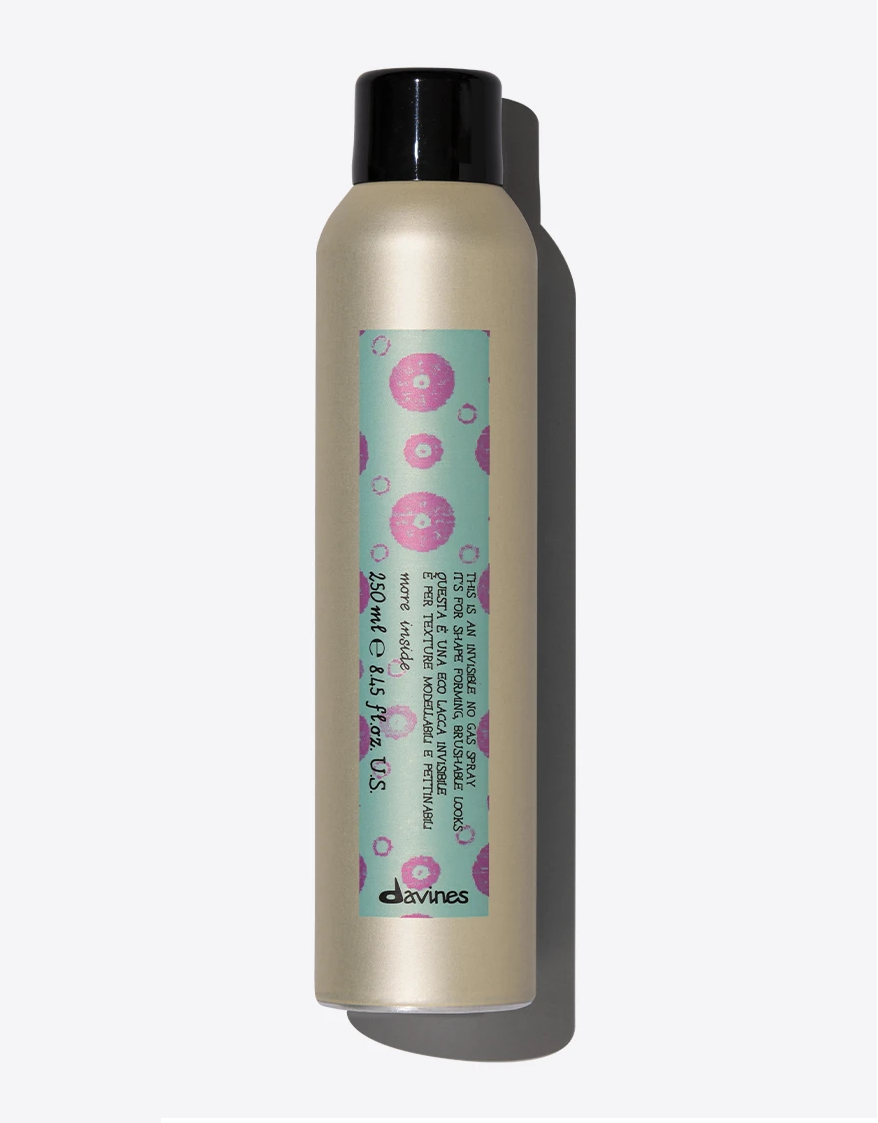 THIS IS AN INVISIBLE NO GAS SPRAY
IT'S FOR SHAPE FORMING, BRUSHABLE LOOKS
QUESTA È UNA ECO LACCA INVISIBILE
È PER TEXTURE MODELLABILI E PETTINABILI
more inside
250 ml ℮ 8.45 fl.oz. U.S.
davines